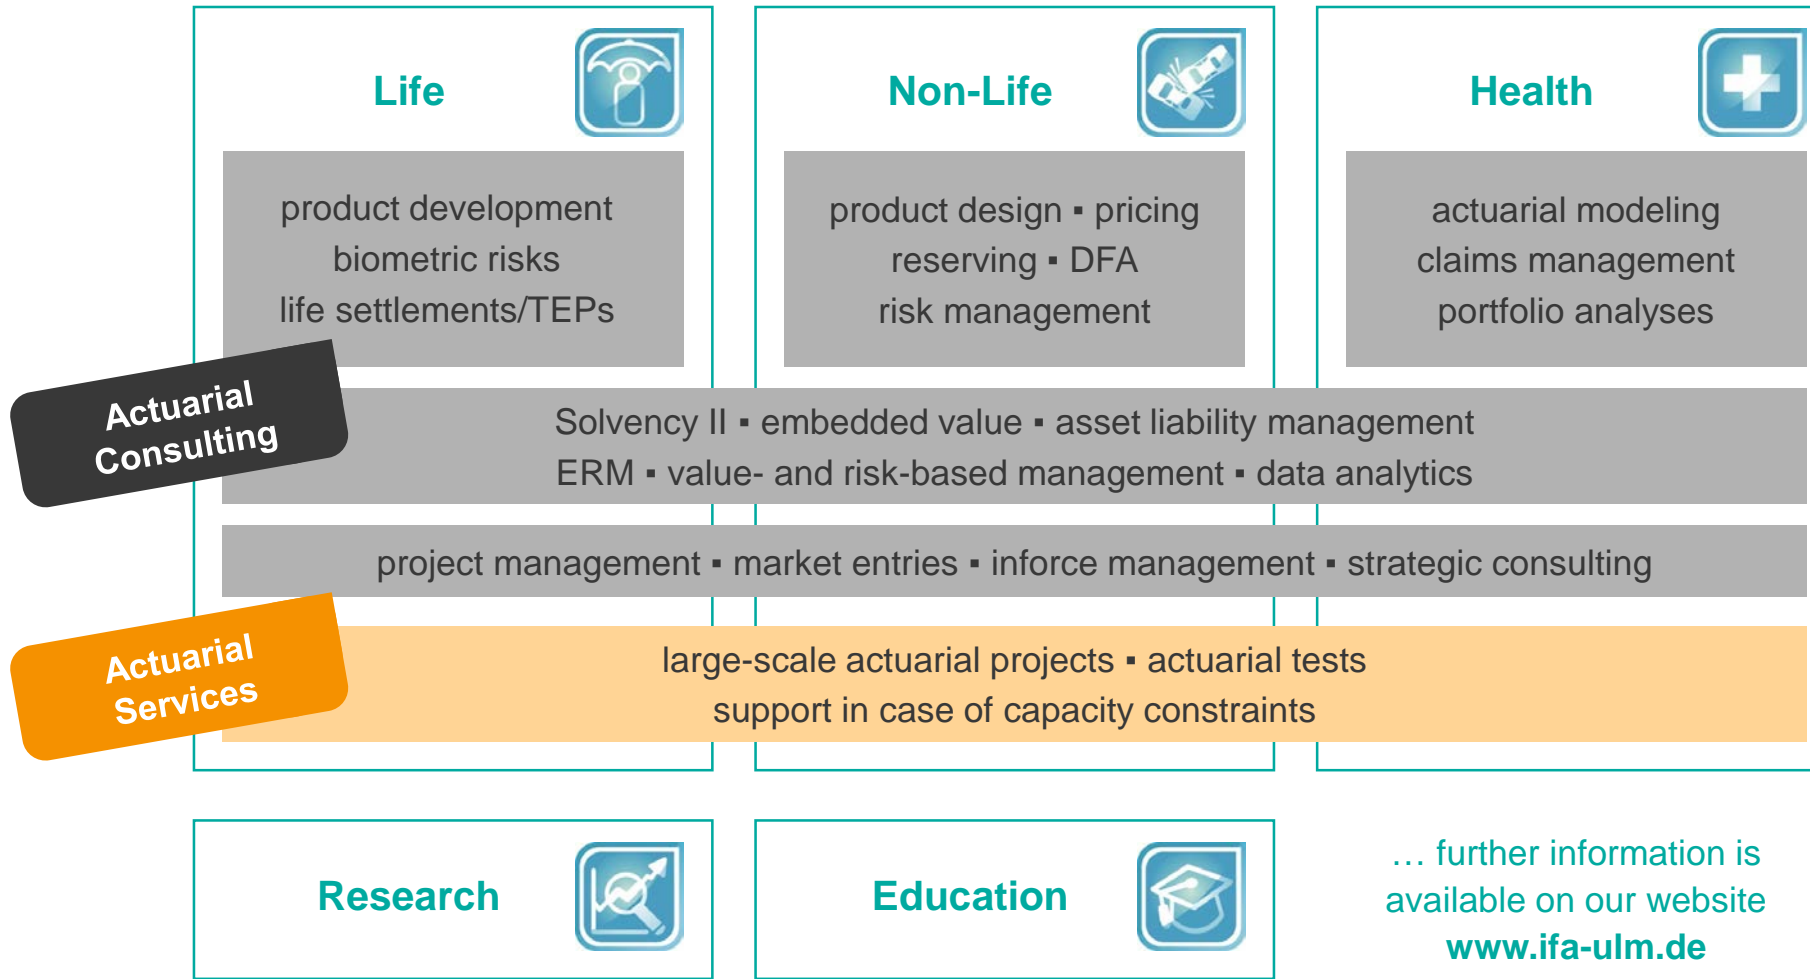 Life
product development
biometric risks
life settlements/TEPs
Non-Life
product design ▪ pricing
reserving ▪ DFA
risk management
Health
actuarial modeling
claims management
portfolio analyses
Actuarial
Consulting
Solvency II ▪ embedded value ▪ asset liability management
ERM ▪ value- and risk-based management ▪ data analytics
project management ▪ market entries ▪ inforce management ▪ strategic consulting
Actuarial
Services
large-scale actuarial projects ▪ actuarial tests
support in case of capacity constraints
Research
Education
… further information is
available on our website
www.ifa-ulm.de